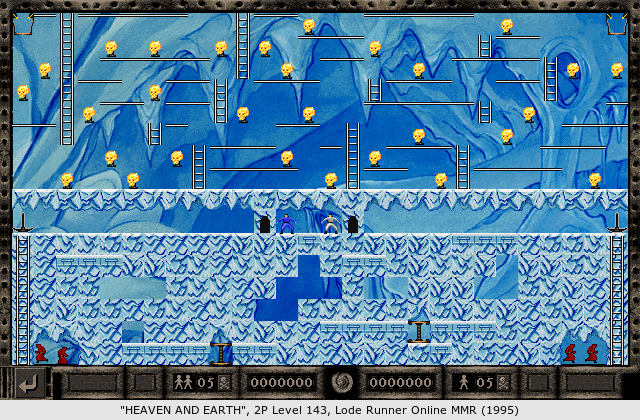 05 0000000 0000000 05
"HEAVEN AND EARTH", 2P Level 143, Lode Runner Online MMR (1995)